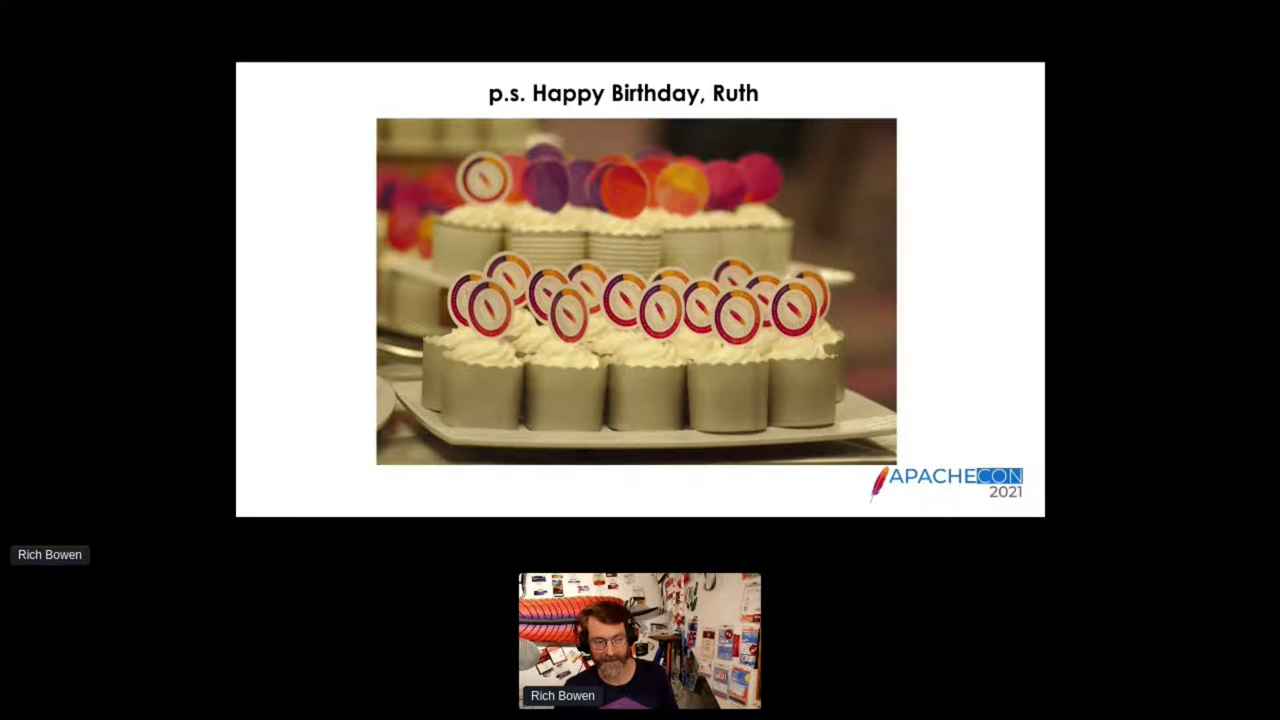 p.s. Happy Birthday, Ruth
APACHECON
2021
Rich Bowen
Rich Bowen